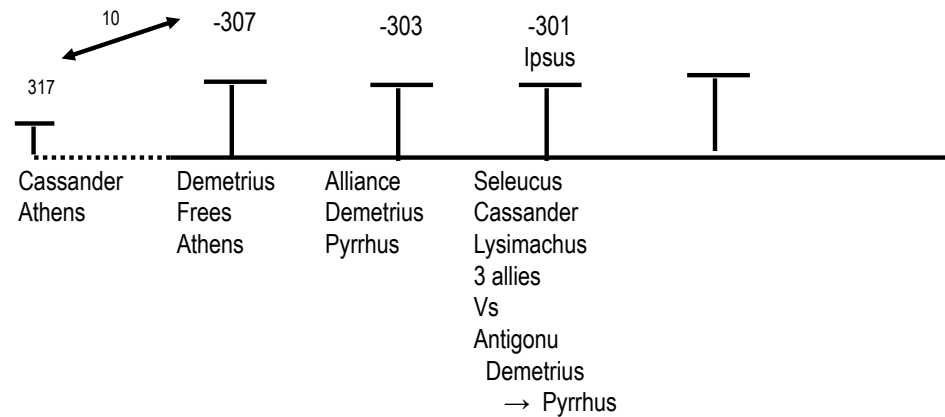 10
-307
-303
-301
Ipsus
317
Cassander
Athens
Demetrius
Frees
Athens
Alliance
Demetrius
Pyrrhus
Seleucus
Cassander
Lysimachus
3 allies
Vs
Antigonu
Demetrius
→ Pyrrhus